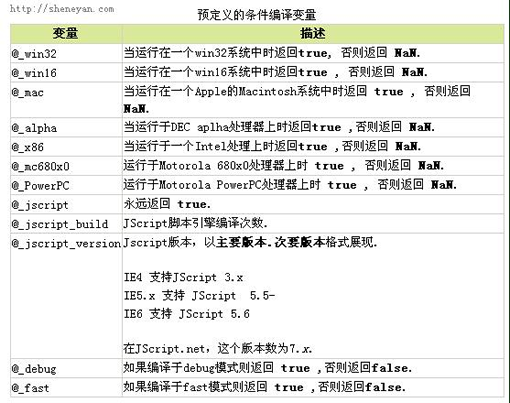 http://sheneyan.com
预定义的条件编译变量
变量 描述
@_win32 当运行在一个win32系统中时返回true, 否则返回 NaN.
@_win16 当运行在一个win16系统中时返回true , 否则返回 NaN.
@_mac 当运行在一个Apple的Macintosh系统中时返回 true , 否则返回
NaN.
@_alpha 当运行于DEC aplha处理器上时返回true ,否则返回 NaN.
@_x86 当运行于一个Intel处理上时返回true ,否则返回 NaN.
@_mc680x0 运行于Motorola 680x0处理器上时 true , 否则返回 NaN.
@_PowerPC 运行于Motorola PowerPC处理器上时 true , 否则返回 NaN.
@_jscript 永远返回 true.
@_jscript_build JScript脚本引擎编译次数.
@_jscript_version Jscript版本，以主要版本.次要版本格式展现.
IE4 支持JScript 3.x
IE5.x 支持 JScript 5.5-
IE6 支持 JScript 5.6
在JScript.net，这个版本数为7.x.
@_debug 如果编译于debug模式则返回 true ,否则返回false.
@_fast 如果编译于fast模式则返回 true ,否则返回false.